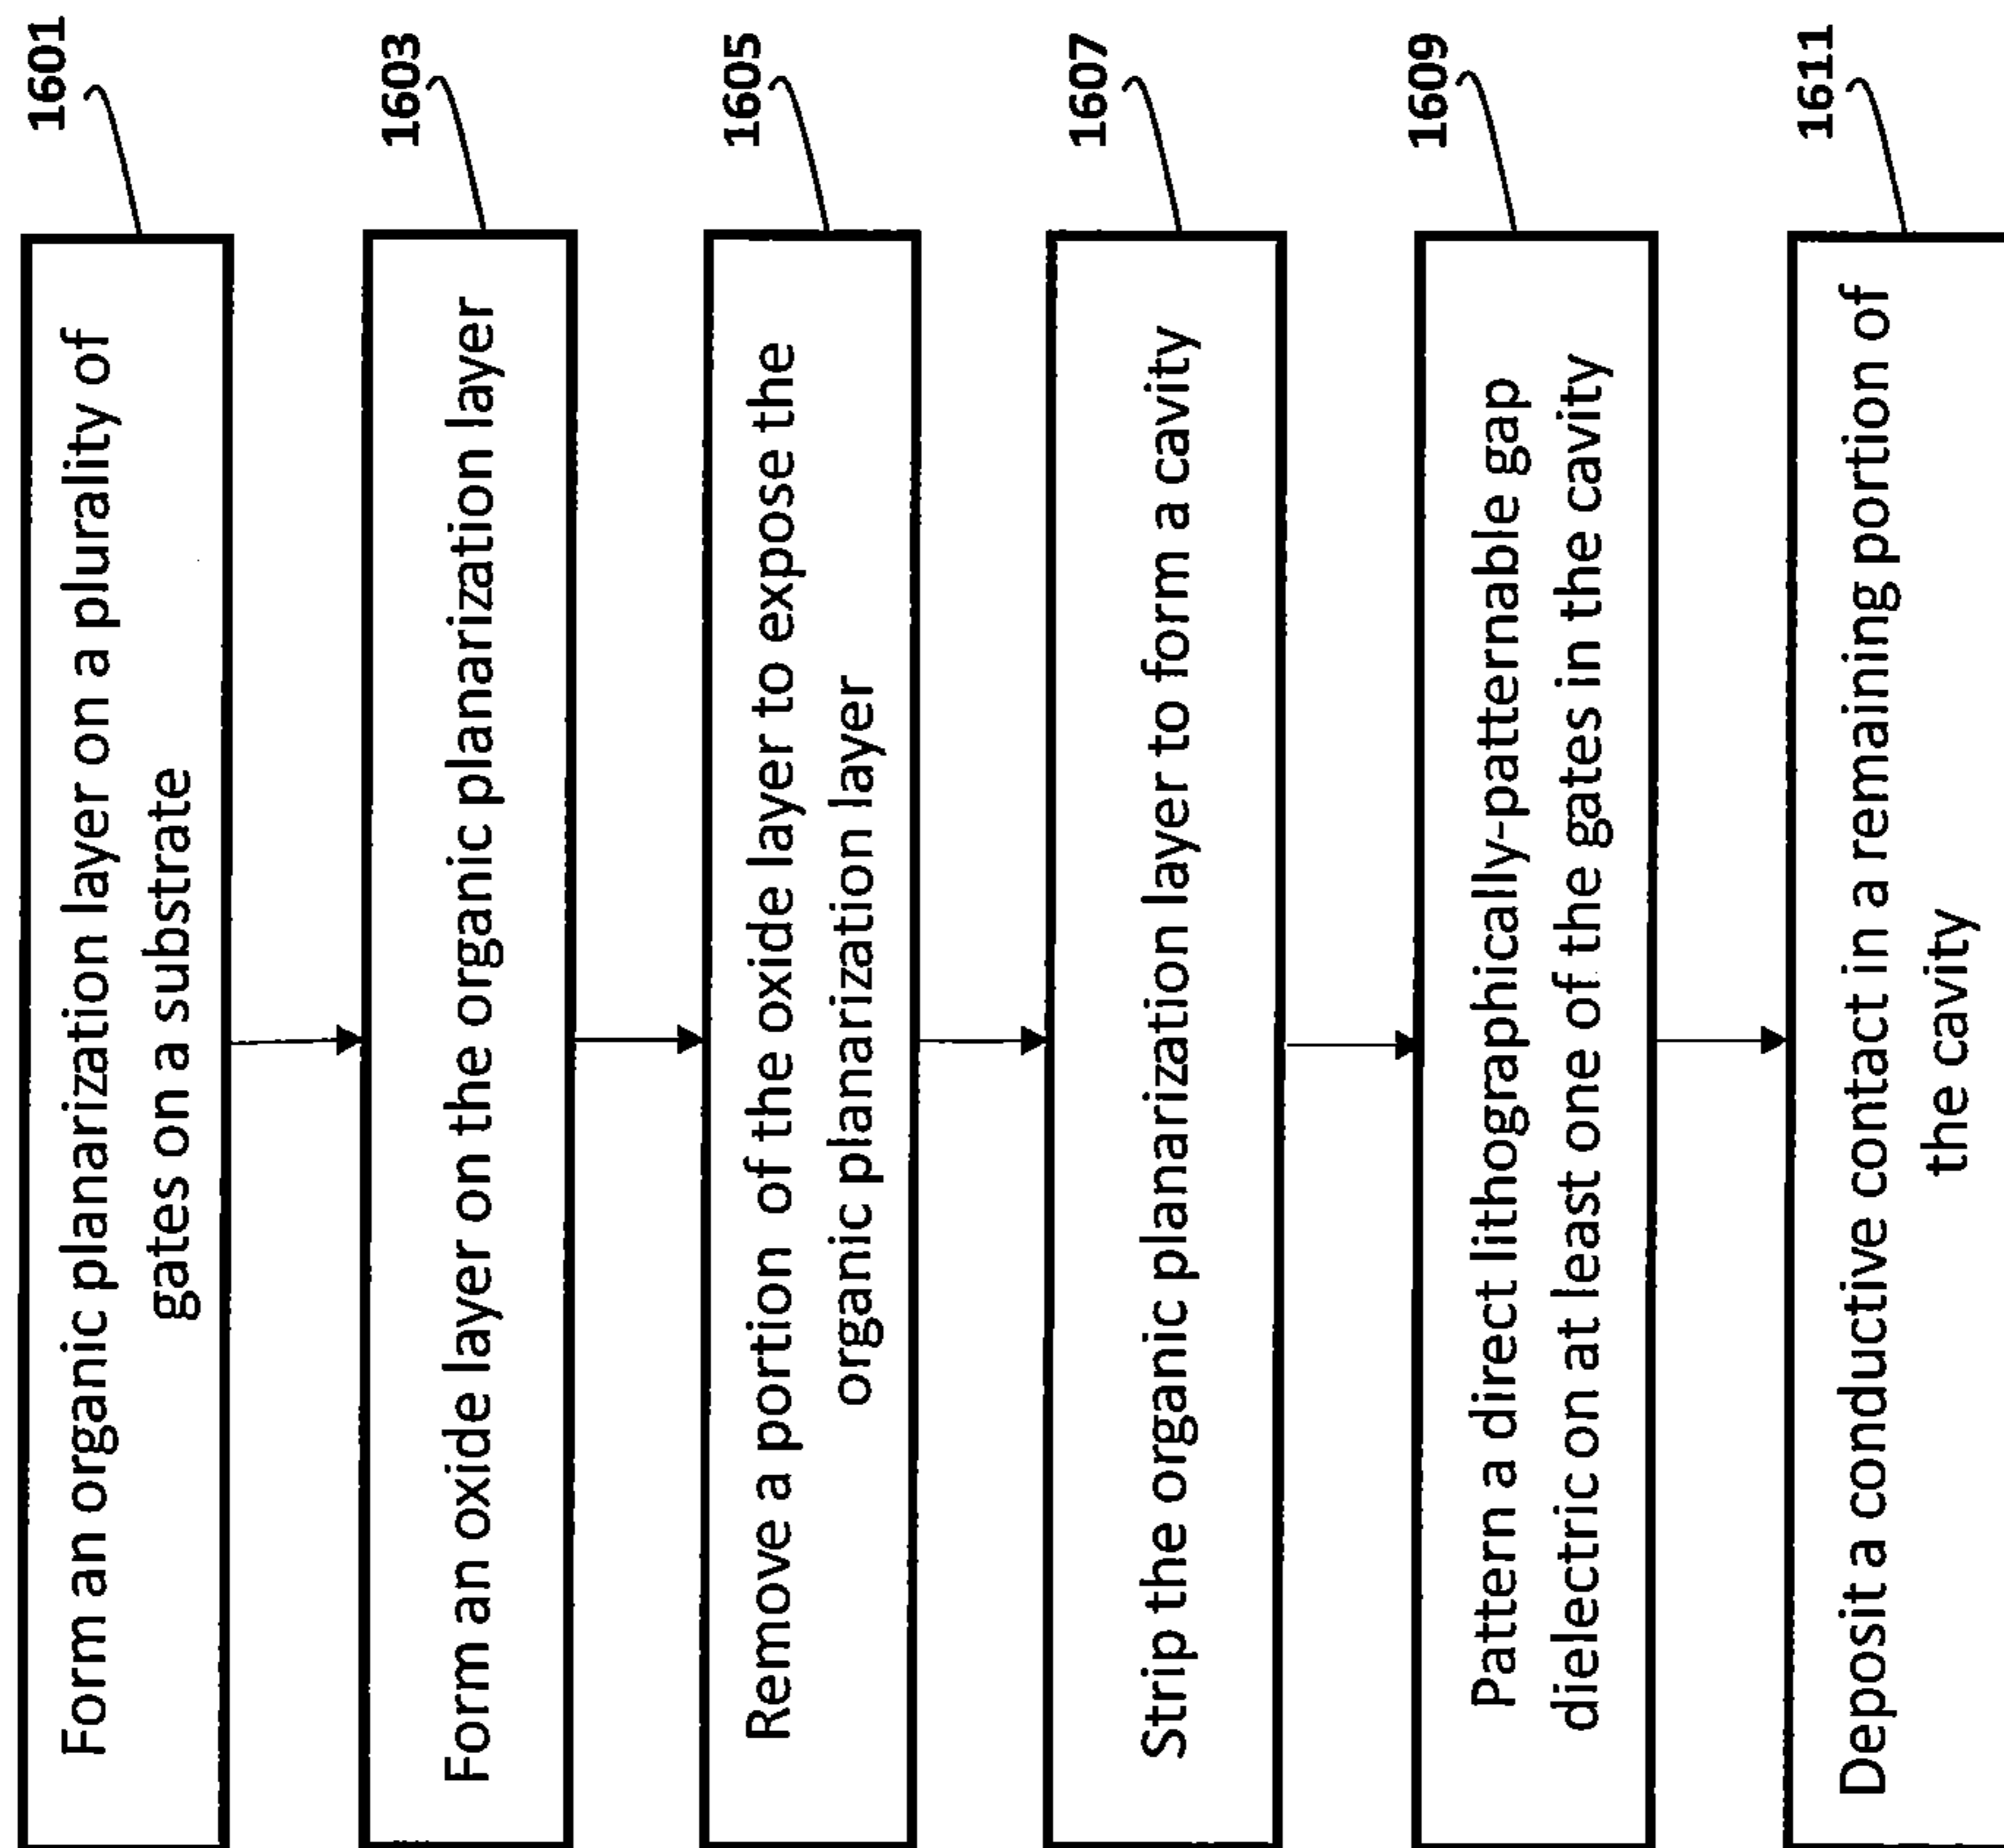 1601
Form an organic planarization layer on a plurality of
gates on a substrate
1603
Form an oxide layer on the organic planarization layer
1605
Remove a portion of the oxide layer to expose the
organic planarization layer
1607
Strip the organic planarization layer to form a cavity
1609
Pattern a direct lithographically-patternable gap
dielectric on at least one of the gates in the cavity
1611
Deposit a conductive contact in a remaining portion of
the cavity